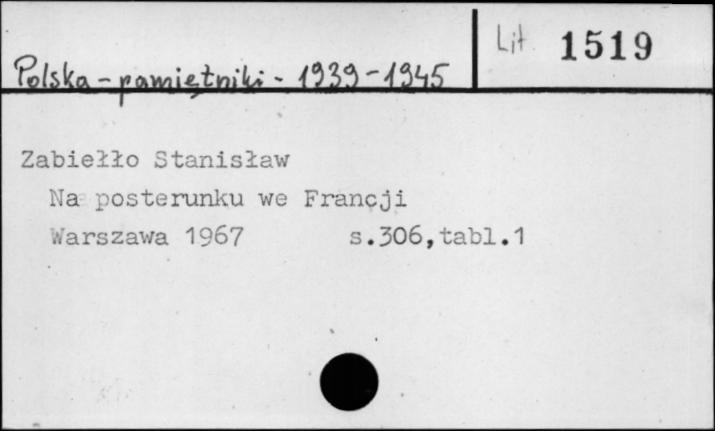 Lit 1519
Polska - pamiętniki - 1939-1945
Zabiełło Stanisław
Na posterunku we Francji
Warszawa 1967 s.306,tabl.1